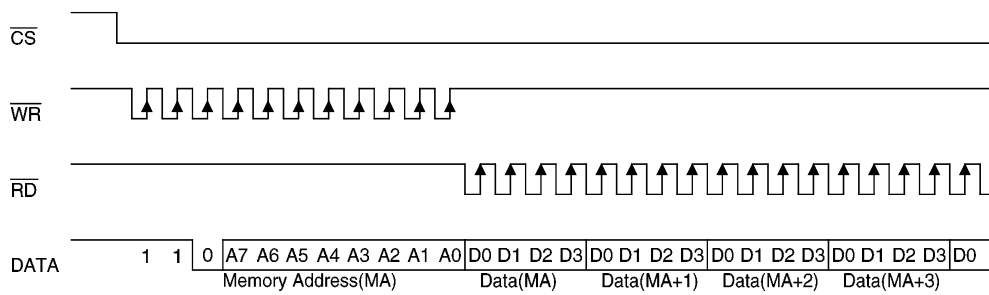 CS
WR
RD
DATA 1 1 0 A7 A6 A5 A4 A3 A2 A1 A0 D0 D1 D2 D3 D0 D1 D2 D3 D0 D1 D2 D3 D0 D1 D2 D3 D0
Memory Address(MA) Data(MA) Data(MA+1) Data(MA+2) Data(MA+3)